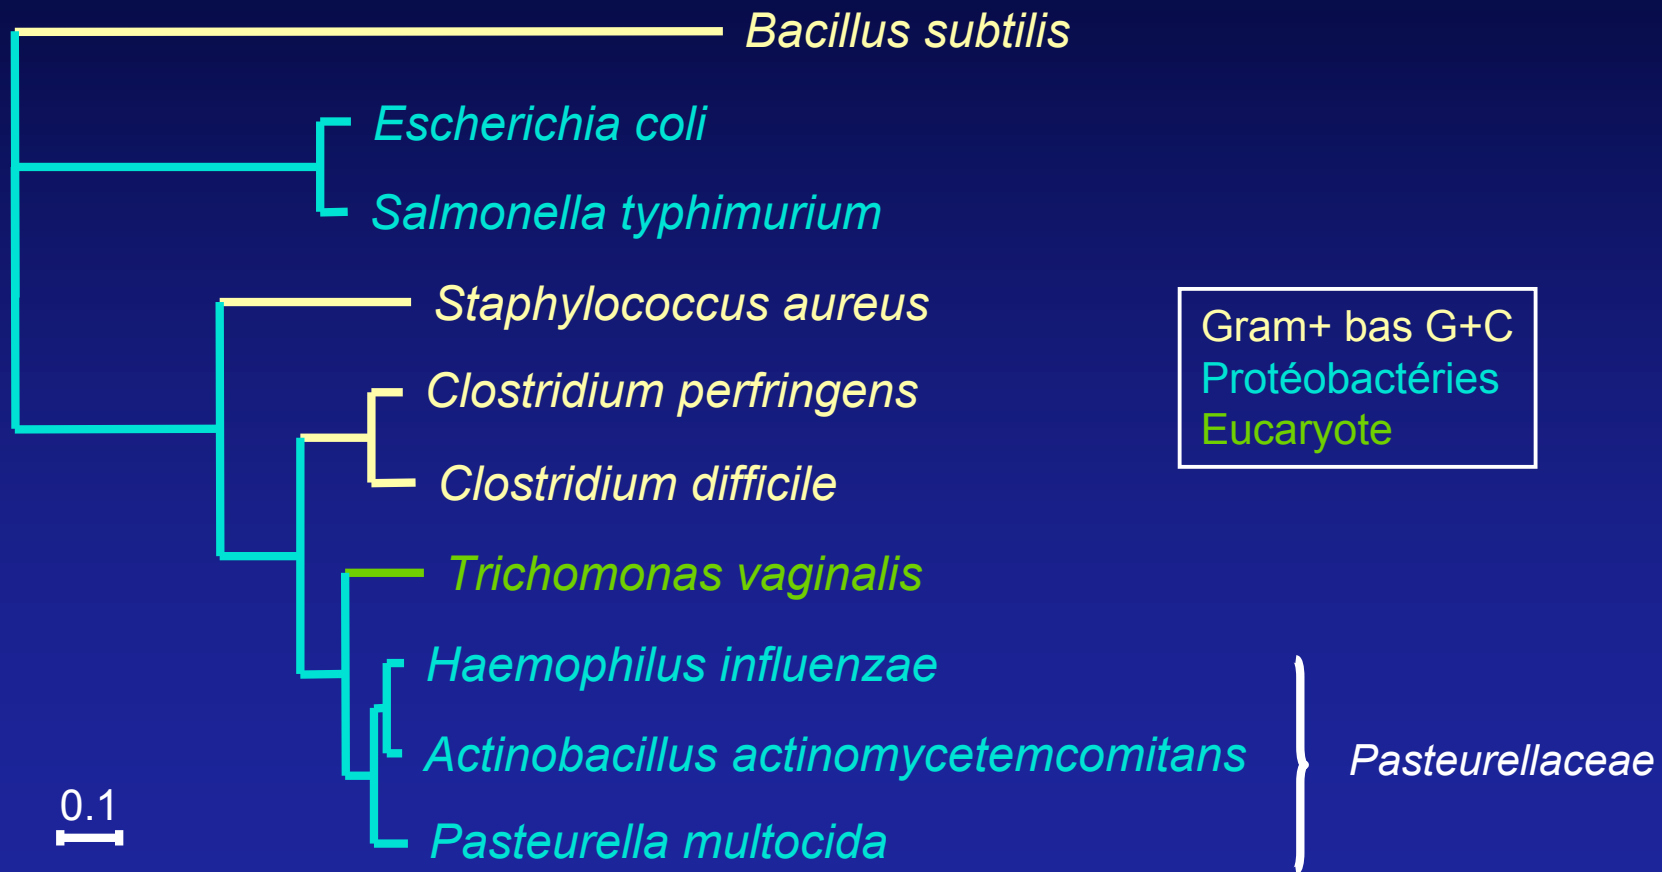 Bacillus subtilis
Escherichia coli
Salmonella typhimurium
Staphylococcus aureus
Clostridium perfringens
Clostridium difficile
Trichomonas vaginalis
Haemophilus influenzae
Actinobacillus actinomycetemcomitans
Pasteurella multocida
Gram+ bas G+C
Protéobactéries
Eucaryote
Pasteurellaceae
0.1